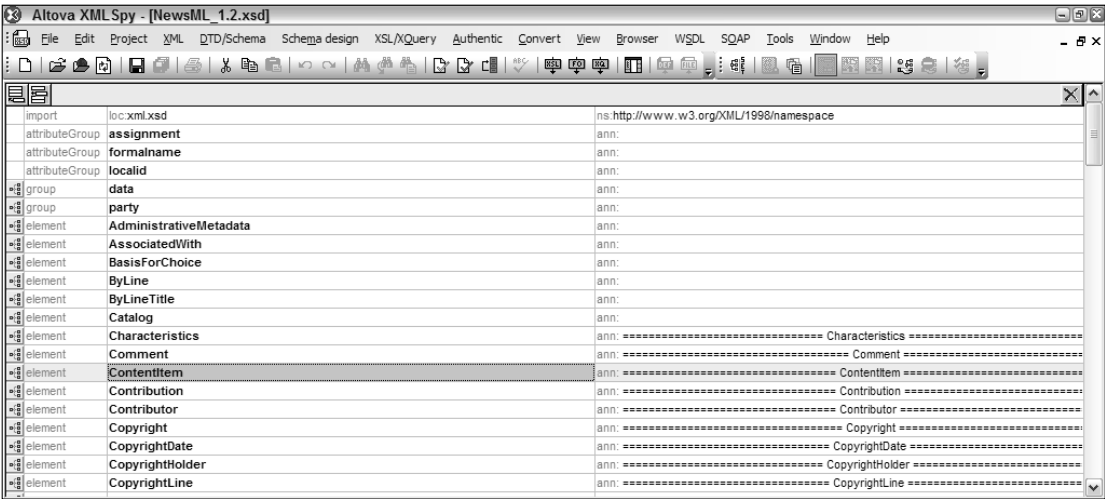 Altova XMLSpy - [NewsML_1.2.xsd]
File Edit Project XML DTD/Schema Schema design XSL/XQuery Authentic Convert View Browser WSDL SOAP Tools Window Help
import loc:xml.xsd ns:http://www.w3.org/XML/1998/namespace
attributeGroup assignment ann:
attributeGroup formalname ann:
attributeGroup localid ann:
group data ann:
group party ann:
element AdministrativeMetadata ann:
element AssociatedWith ann:
element BasisForChoice ann:
element ByLine ann:
element ByLineTitle ann:
element Catalog ann:
element Characteristics ann: =============================== Characteristics ===========================
element Comment ann: =================================== Comment ============================
element ContentItem ann: ================================= ContentItem ============================
element Contribution ann: ================================= Contribution ===========================
element Contributor ann: ================================= Contributor ============================
element Copyright ann: ================================== Copyright ============================
element CopyrightDate ann: ================================ CopyrightDate ===========================
element CopyrightHolder ann: =============================== CopyrightHolder ==========================
element CopyrightLine ann: ================================ CopyrightLine ===========================